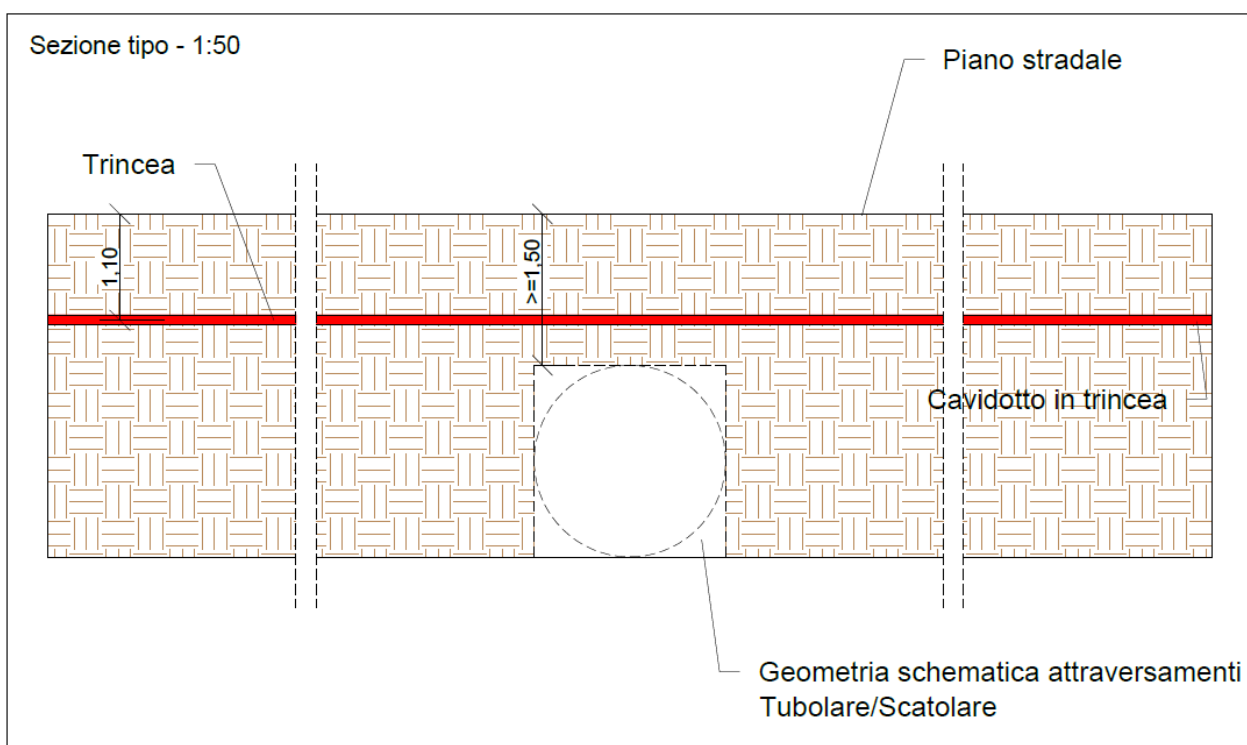 Sezione tipo - 1:50
Piano stradale
Trincea
1,10
>=1,50
Cavidotto in trincea
Geometria schematica attraversamenti
Tubolare/Scatolare